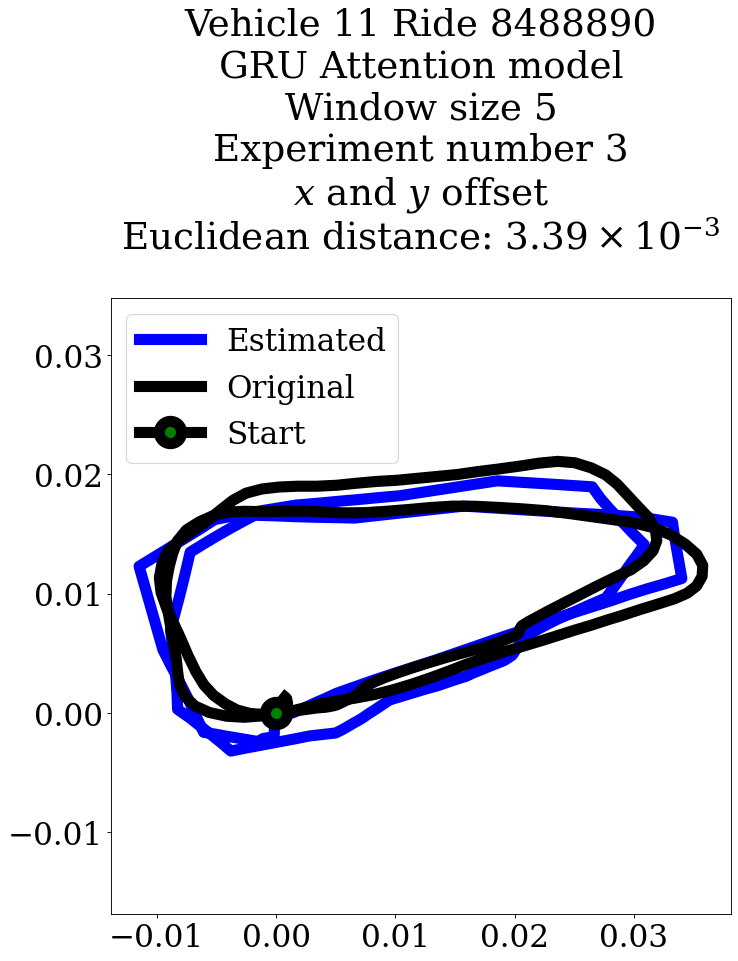 Vehicle 11 Ride 8488890
GRU Attention model
Window size 5
Experiment number 3
x and y offset
Euclidean distance: 3.39 × 10⁻³
Estimated
Original
Start
0.03
0.02
0.01
0.00
−0.01
−0.01 0.00 0.01 0.02 0.03